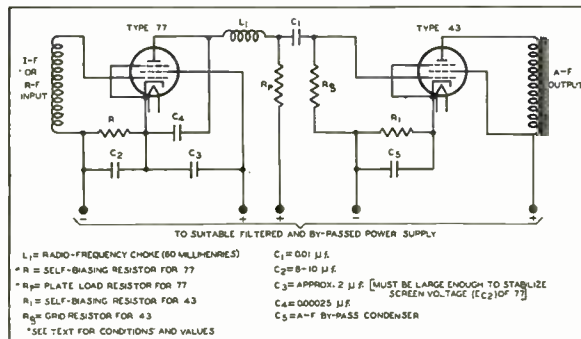 TYPE 77
L₁
C₁
TYPE 43
I-F
OR
R-F
INPUT
C₄
Rₚ
R
R₁
C₂
C₃
C₅
R_g
A-F
OUTPUT
− + + − +
TO SUITABLE FILTERED AND BY-PASSED POWER SUPPLY
L₁= RADIO-FREQUENCY CHOKE (60 MILLIHENRIES)
* R = SELF-BIASING RESISTOR FOR 77
* Rₚ= PLATE LOAD RESISTOR FOR 77
R₁ = SELF-BIASING RESISTOR FOR 43
R_g= GRID RESISTOR FOR 43
*SEE TEXT FOR CONDITIONS AND VALUES
C₁= 0.01 µf.
C₂= 8-10 µf.
C₃= APPROX. 2 µf. [MUST BE LARGE ENOUGH TO STABILIZE
SCREEN VOLTAGE (EC₂) OF 77]
C₄= 0.00025 µf.
C₅= A-F BY-PASS CONDENSER